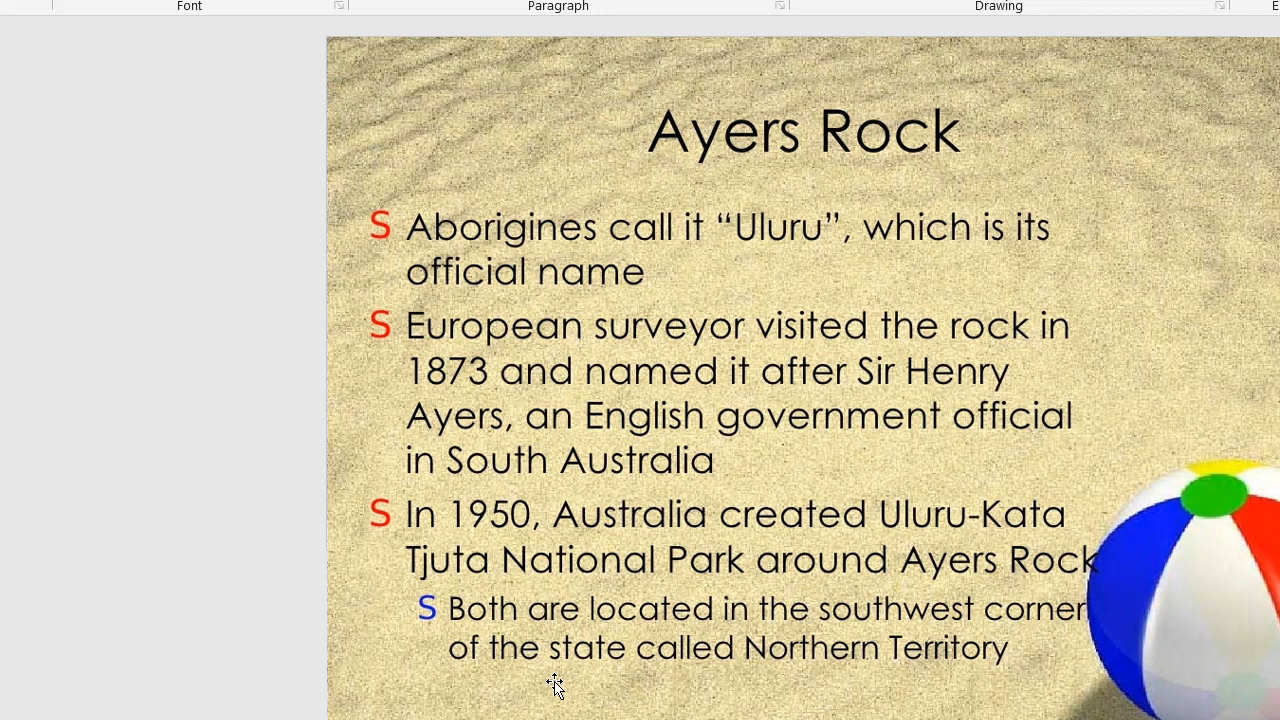 Font Paragraph Drawing E
Ayers Rock
S Aborigines call it “Uluru”, which is its
official name
S European surveyor visited the rock in
1873 and named it after Sir Henry
Ayers, an English government official
in South Australia
S In 1950, Australia created Uluru-Kata
Tjuta National Park around Ayers Rock
S Both are located in the southwest corner
of the state called Northern Territory